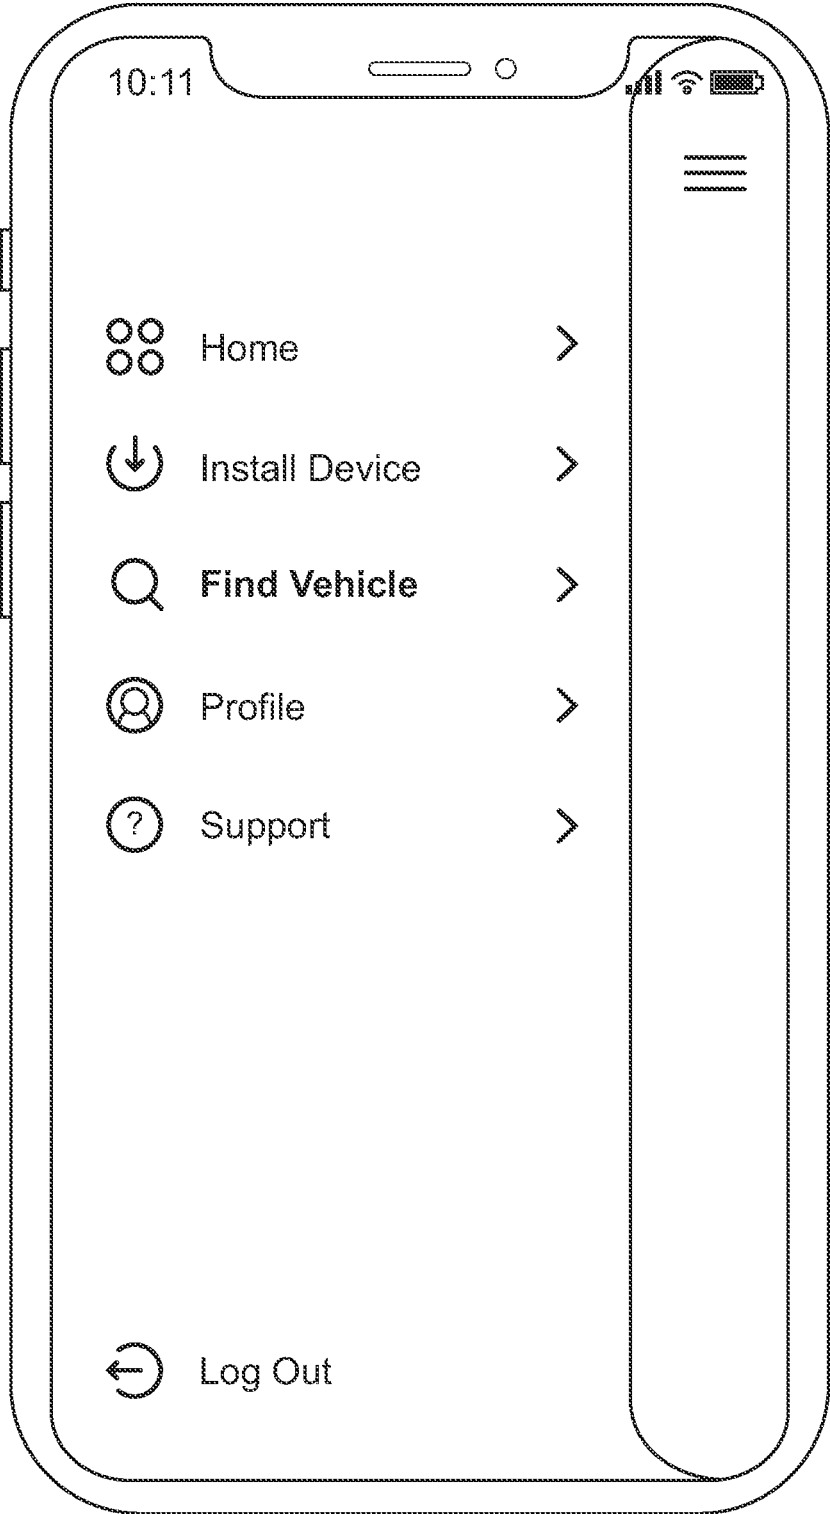 10:11
Home
Install Device
Find Vehicle
Profile
?
Support
Log Out